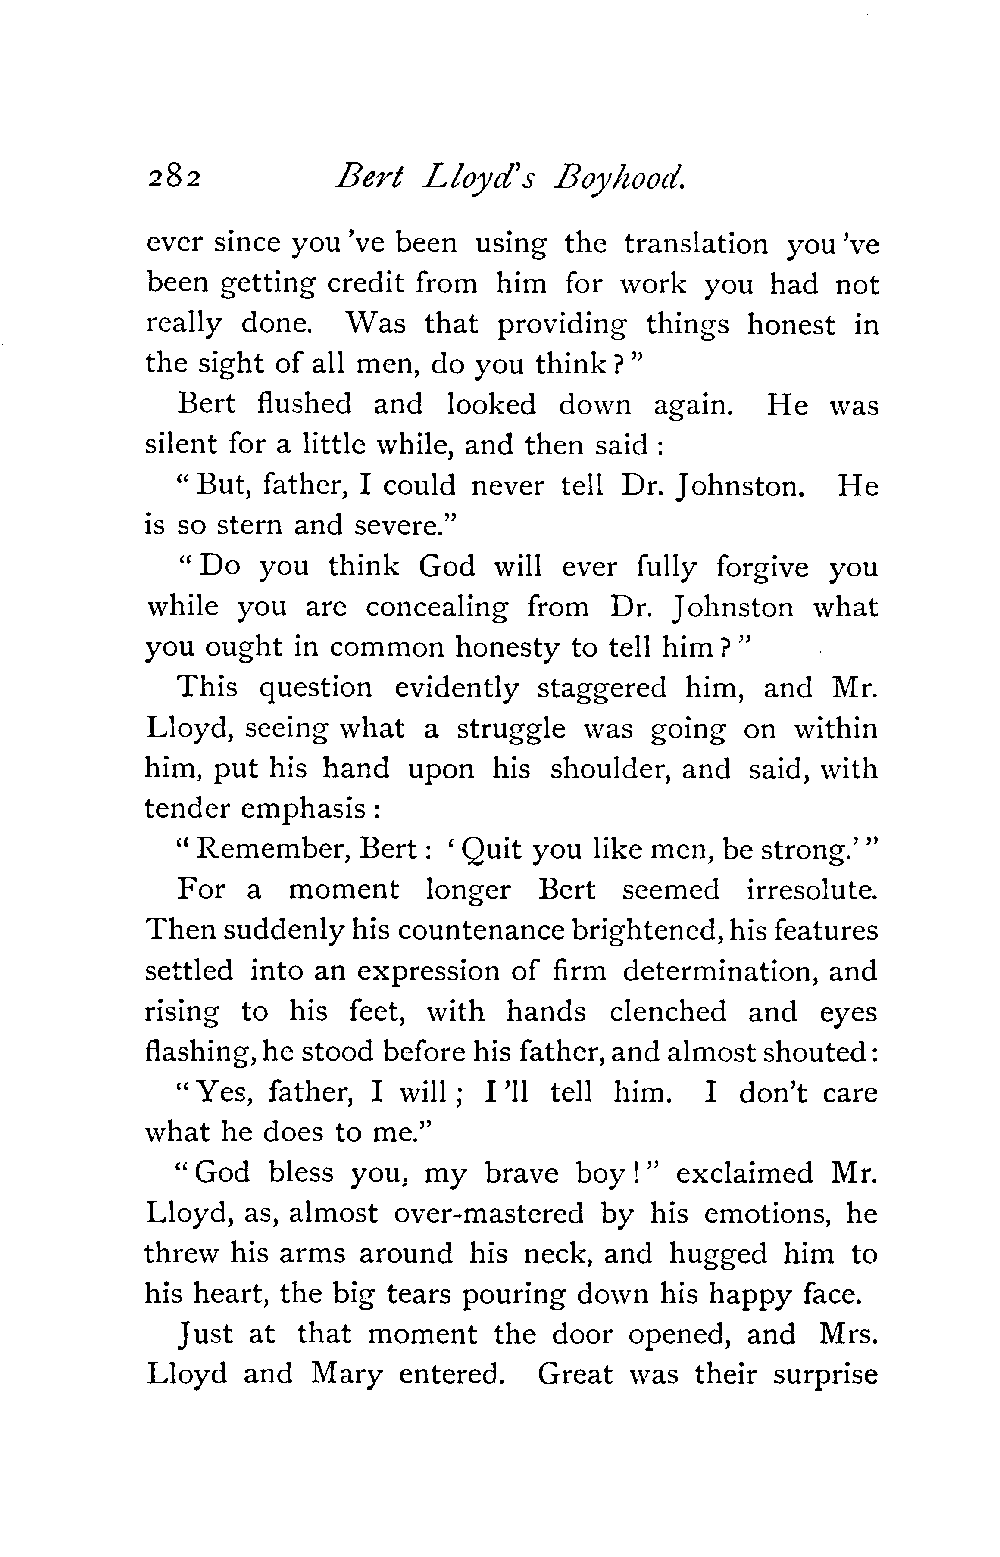 282 Bert Lloyd's Boyhood.
ever since you 've been using the translation you 've
been getting credit from him for work you had not
really done. Was that providing things honest in
the sight of all men, do you think?"
Bert flushed and looked down again. He was
silent for a little while, and then said :
"But, father, I could never tell Dr. Johnston. He
is so stern and severe."
"Do you think God will ever fully forgive you
while you are concealing from Dr. Johnston what
you ought in common honesty to tell him?"
This question evidently staggered him, and Mr.
Lloyd, seeing what a struggle was going on within
him, put his hand upon his shoulder, and said, with
tender emphasis :
"Remember, Bert : 'Quit you like men, be strong.'"
For a moment longer Bert seemed irresolute.
Then suddenly his countenance brightened, his features
settled into an expression of firm determination, and
rising to his feet, with hands clenched and eyes
flashing, he stood before his father, and almost shouted:
"Yes, father, I will ; I 'll tell him. I don't care
what he does to me."
"God bless you, my brave boy!" exclaimed Mr.
Lloyd, as, almost over-mastered by his emotions, he
threw his arms around his neck, and hugged him to
his heart, the big tears pouring down his happy face.
Just at that moment the door opened, and Mrs.
Lloyd and Mary entered. Great was their surprise